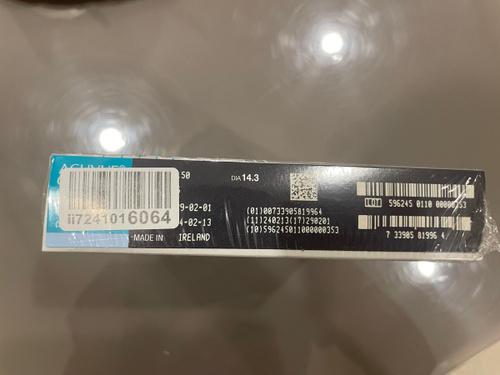 50
DIA 14.3
9-02-01
4-02-13
MADE IN IRELAND
ii7241016064
(01)00733905819964
(11)240213(17)290201
(10)5962450110000000353
LOT 596245 0110 00000353
7 33905 81996 4